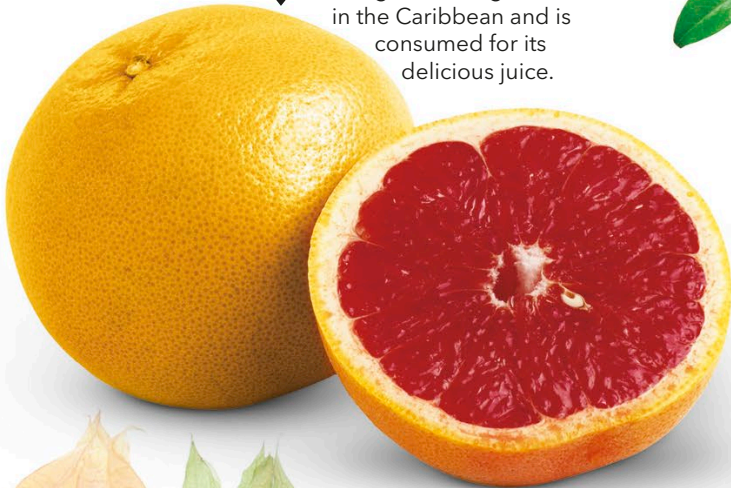 in the Caribbean and is
consumed for its
delicious juice.